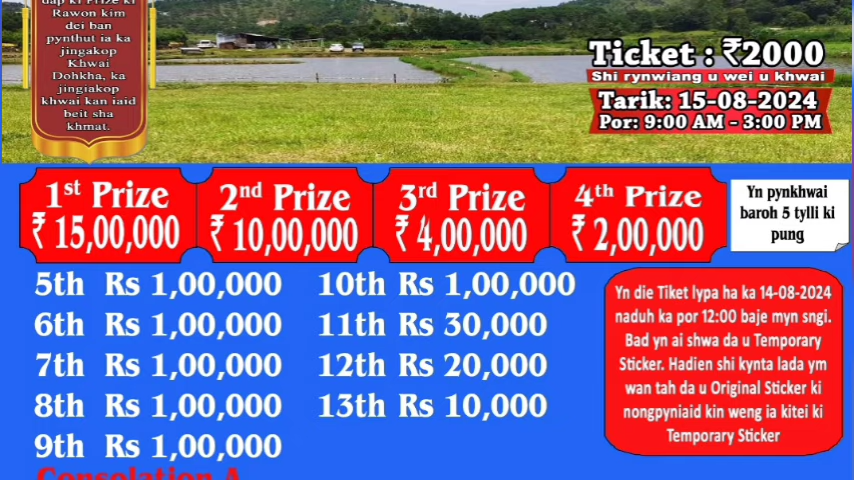 dap ki Prize ki
Rawon kim
dei ban
pynthut ia ka
jingakop
Khwai
Dohkha, ka
jingiakop
khwai kan iaid
beit sha
khmat.
Ticket : ₹2000
Shi rynwiang u wei u khwai
Tarik: 15-08-2024
Por: 9:00 AM - 3:00 PM
1st Prize
₹ 15,00,000
2nd Prize
₹ 10,00,000
3rd Prize
₹ 4,00,000
4th Prize
₹ 2,00,000
Yn pynkhwai
baroh 5 tylli ki
pung
5th Rs 1,00,000
6th Rs 1,00,000
7th Rs 1,00,000
8th Rs 1,00,000
9th Rs 1,00,000
10th Rs 1,00,000
11th Rs 30,000
12th Rs 20,000
13th Rs 10,000
Yn die Tiket lypa ha ka 14-08-2024
naduh ka por 12:00 baje myn sngi.
Bad yn ai shwa da u Temporary
Sticker. Hadien shi kynta lada ym
wan tah da u Original Sticker ki
nongpyniaid kin weng ia kitei ki
Temporary Sticker
Consolation A